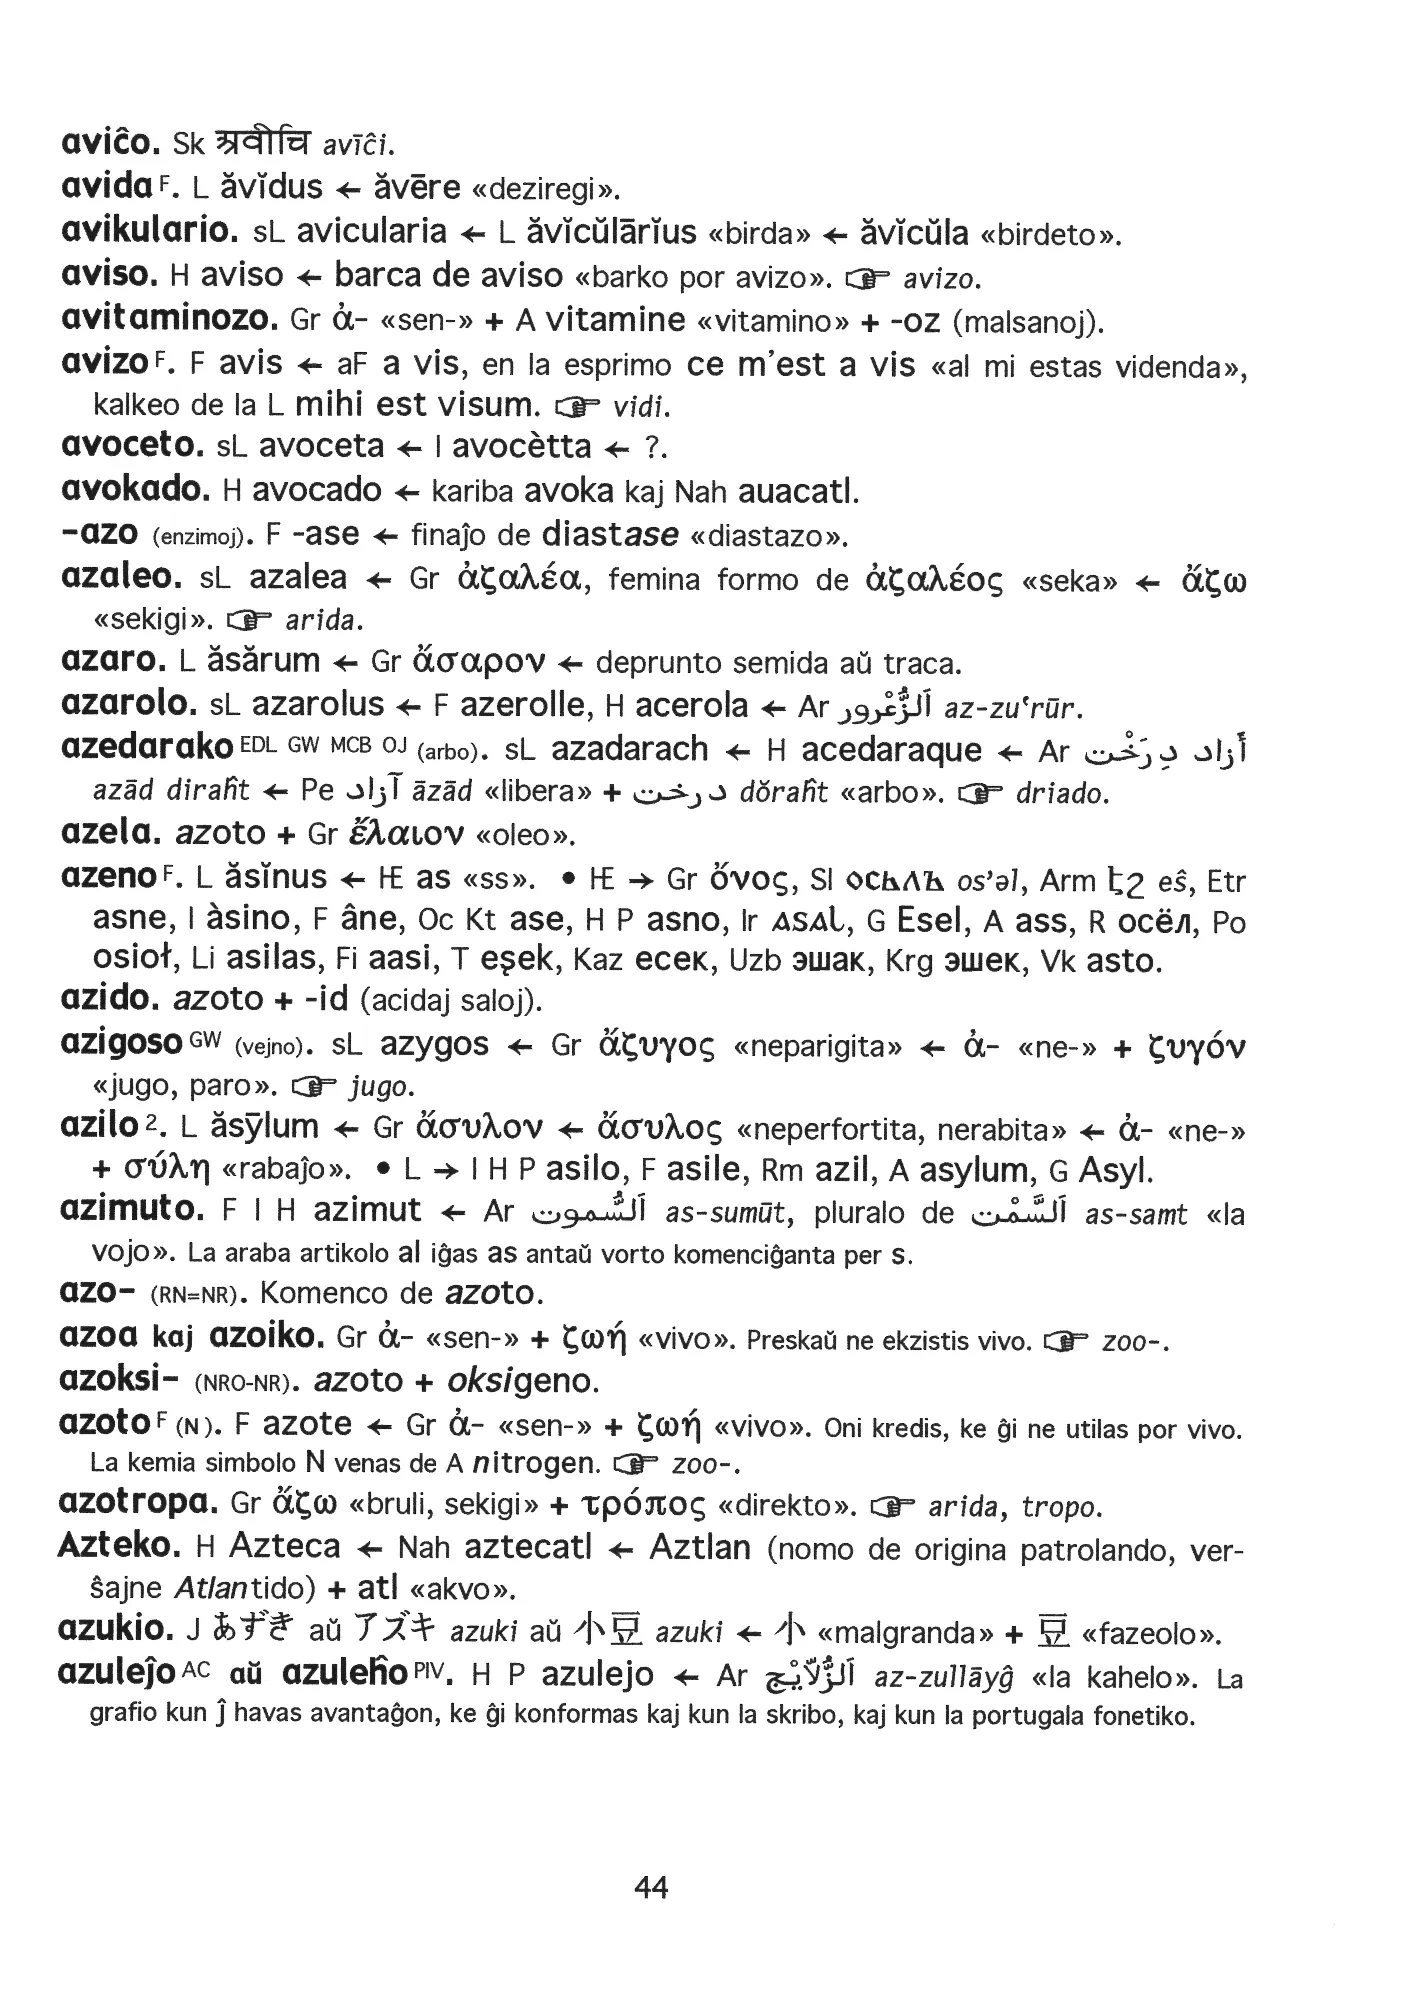 aviĉo. Sk अवीचि avīĉi.
avida F. L ăvĭdus ← ăvēre «deziregi».
avikulario. sL avicularia ← L ăvĭcŭlārĭus «birda» ← ăvĭcŭla «birdeto».
aviso. H aviso ← barca de aviso «barko por avizo». ☞ avizo.
avitaminozo. Gr ἀ- «sen-» + A vitamine «vitamino» + -oz (malsanoj).
avizo F. F avis ← aF a vis, en la esprimo ce m’est a vis «al mi estas videnda»,
kalkeo de la L mihi est visum. ☞ vidi.
avoceto. sL avoceta ← I avocètta ← ?.
avokado. H avocado ← kariba avoka kaj Nah auacatl.
-azo (enzimoj). F -ase ← finaĵo de diastase «diastazo».
azaleo. sL azalea ← Gr ἀζαλέα, femina formo de ἀζαλέος «seka» ← ἄζω
«sekigi». ☞ arida.
azaro. L ăsărum ← Gr ἄσαρον ← deprunto semida aŭ traca.
azarolo. sL azarolus ← F azerolle, H acerola ← Ar اَلزُّعْرور az-zuʿrūr.
azedarako EDL GW MCB OJ (arbo). sL azadarach ← H acedaraque ← Ar أَزاد دِرَخْت
azād diraĥt ← Pe آزاد āzād «libera» + درخت dŏraĥt «arbo». ☞ driado.
azela. azoto + Gr ἔλαιον «oleo».
azeno F. L ăsĭnus ← IE as «ss». • IE → Gr ὄνος, Sl осьлъ os’əl, Arm էշ eŝ, Etr
asne, I àsino, F âne, Oc Kt ase, H P asno, Ir asal, G Esel, A ass, R осёл, Po
osioł, Li asilas, Fi aasi, T eşek, Kaz есек, Uzb эшак, Krg эшек, Vk asto.
azido. azoto + -id (acidaj saloj).
azigoso GW (vejno). sL azygos ← Gr ἄζυγος «neparigita» ← ἀ- «ne-» + ζυγόν
«jugo, paro». ☞ jugo.
azilo 2. L ăsȳlum ← Gr ἄσυλον ← ἄσυλος «neperfortita, nerabita» ← ἀ- «ne-»
+ σύλη «rabaĵo». • L → I H P asilo, F asile, Rm azil, A asylum, G Asyl.
azimuto. F I H azimut ← Ar اَلسُّموت as-sumūt, pluralo de اَلسَّمْت as-samt «la
vojo». La araba artikolo al iĝas as antaŭ vorto komenciĝanta per s.
azo- (RN=NR). Komenco de azoto.
azoa kaj azoiko. Gr ἀ- «sen-» + ζωή «vivo». Preskaŭ ne ekzistis vivo. ☞ zoo-.
azoksi- (NRO-NR). azoto + oksigeno.
azoto F (N). F azote ← Gr ἀ- «sen-» + ζωή «vivo». Oni kredis, ke ĝi ne utilas por vivo.
La kemia simbolo N venas de A nitrogen. ☞ zoo-.
azotropa. Gr ἄζω «bruli, sekigi» + τρόπος «direkto». ☞ arida, tropo.
Azteko. H Azteca ← Nah aztecatl ← Aztlan (nomo de origina patrolando, ver-
ŝajne Atlantido) + atl «akvo».
azukio. J あずき aŭ アズキ azuki aŭ 小豆 azuki ← 小 «malgranda» + 豆 «fazeolo».
azuleĵo AC aŭ azuleĥo PIV. H P azulejo ← Ar اَلزُّلَّايْج az-zullāyĝ «la kahelo». La
grafio kun ĵ havas avantaĝon, ke ĝi konformas kaj kun la skribo, kaj kun la portugala fonetiko.
44